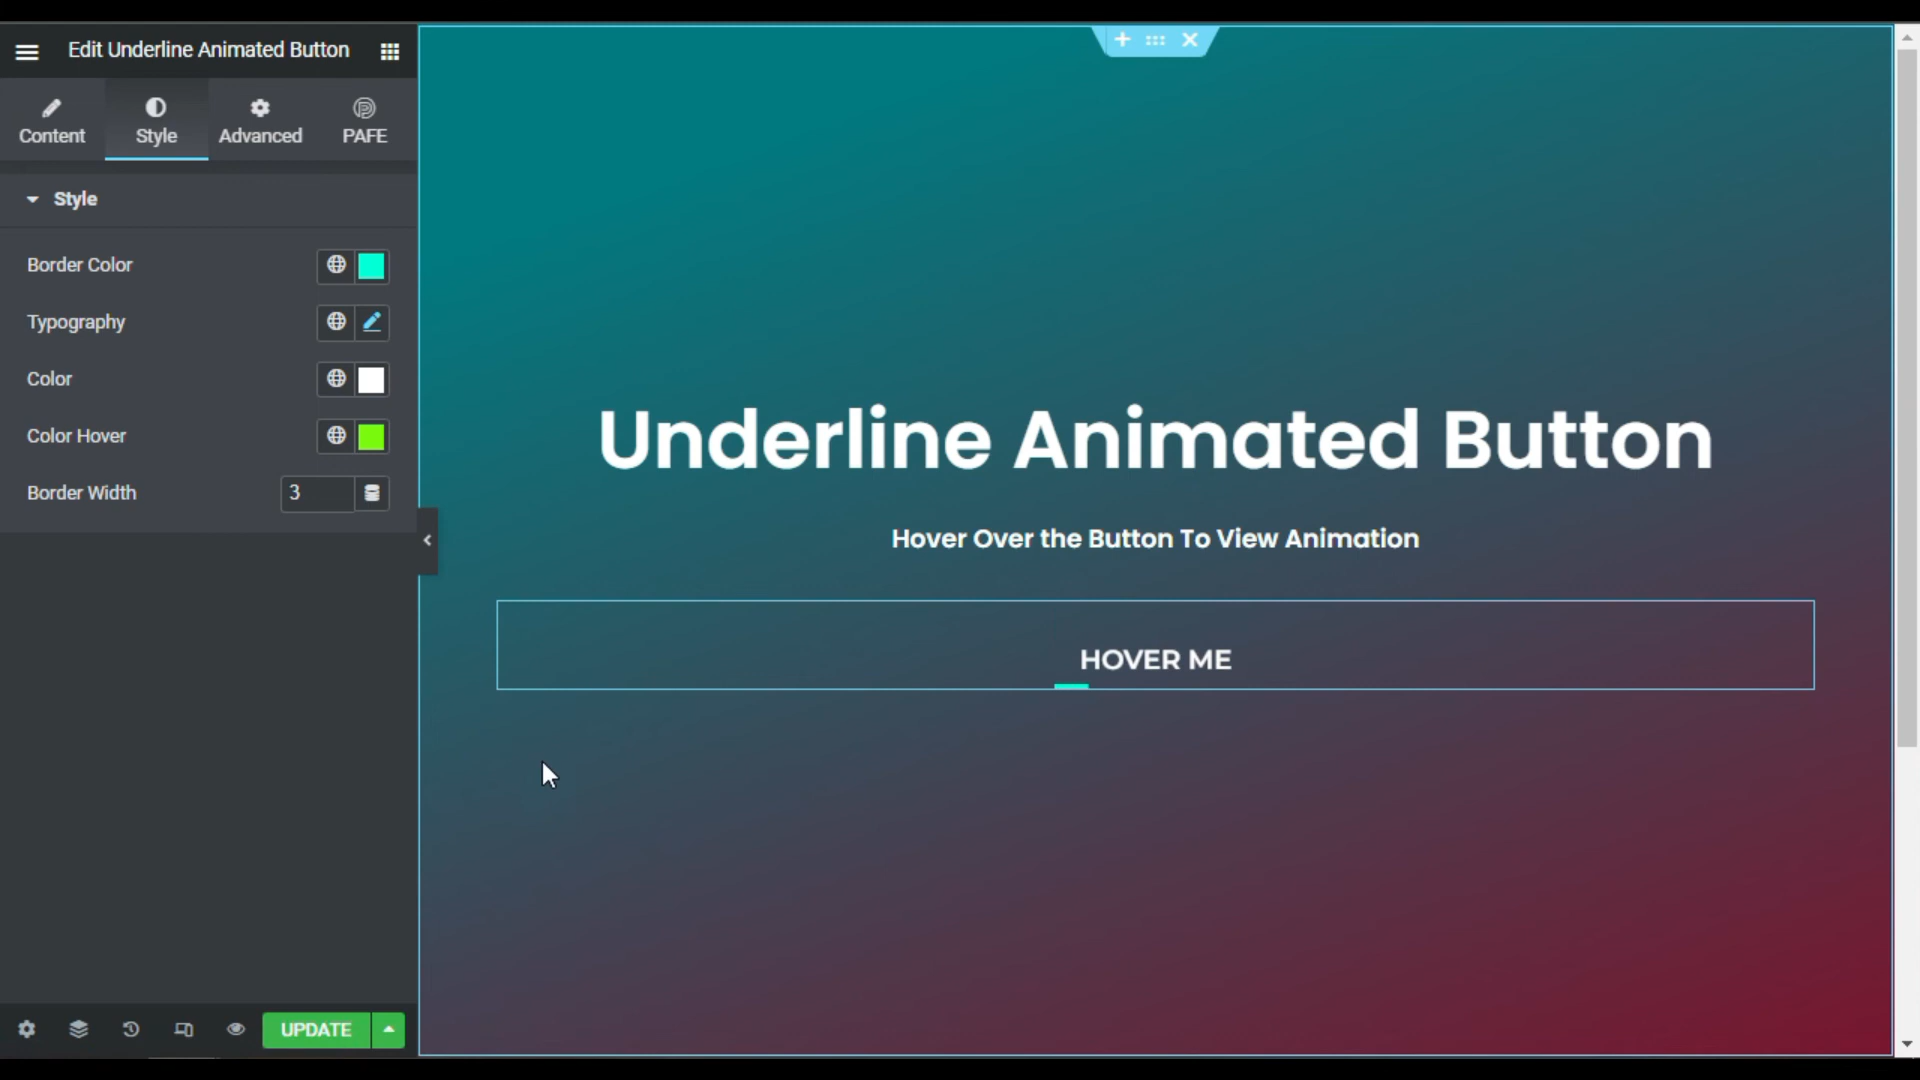 Edit Underline Animated Button
Content
Style
Advanced
PAFE
Style
Border Color
Typography
Color
Color Hover
Border Width
3
UPDATE
Underline Animated Button
Hover Over the Button To View Animation
HOVER ME